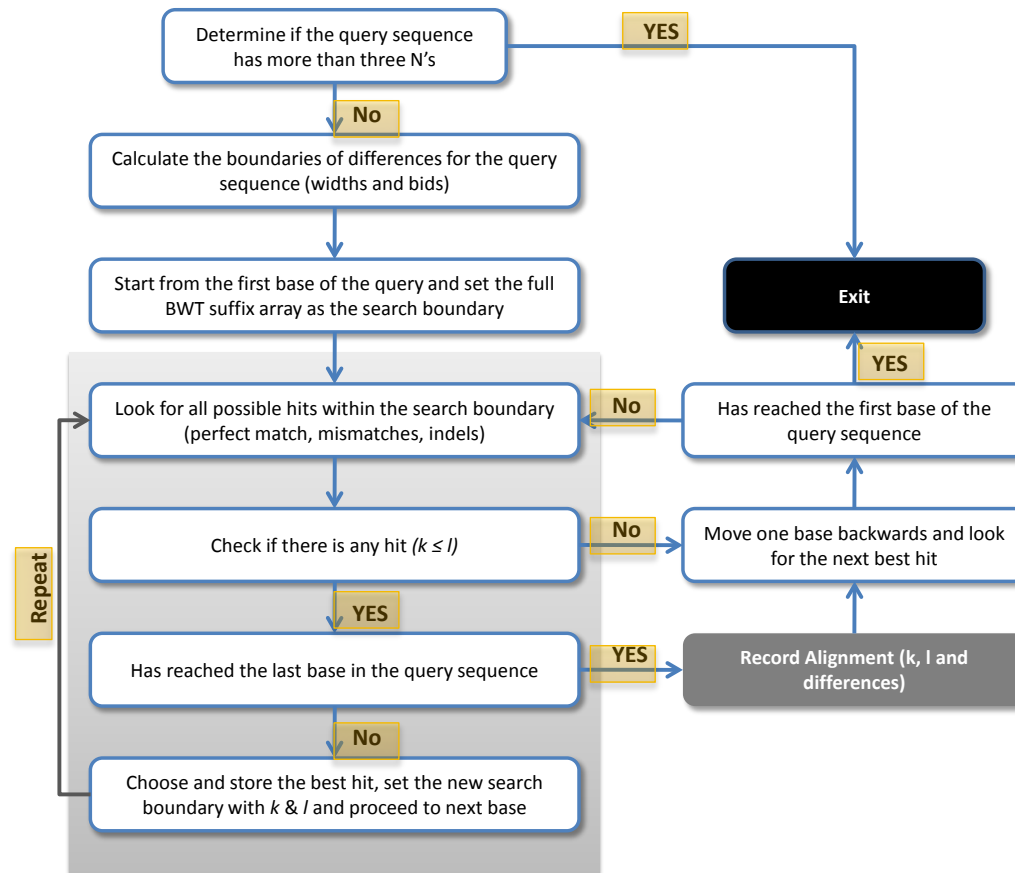 Determine if the query sequence
has more than three N's
YES
No
Calculate the boundaries of differences for the query
sequence (widths and bids)
Start from the first base of the query and set the full
BWT suffix array as the search boundary
Exit
YES
Look for all possible hits within the search boundary
(perfect match, mismatches, indels)
No
Has reached the first base of the
query sequence
Check if there is any hit (k ≤ l)
No
Move one base backwards and look
for the next best hit
Repeat
YES
Has reached the last base in the query sequence
YES
Record Alignment (k, l and
differences)
No
Choose and store the best hit, set the new search
boundary with k & l and proceed to next base